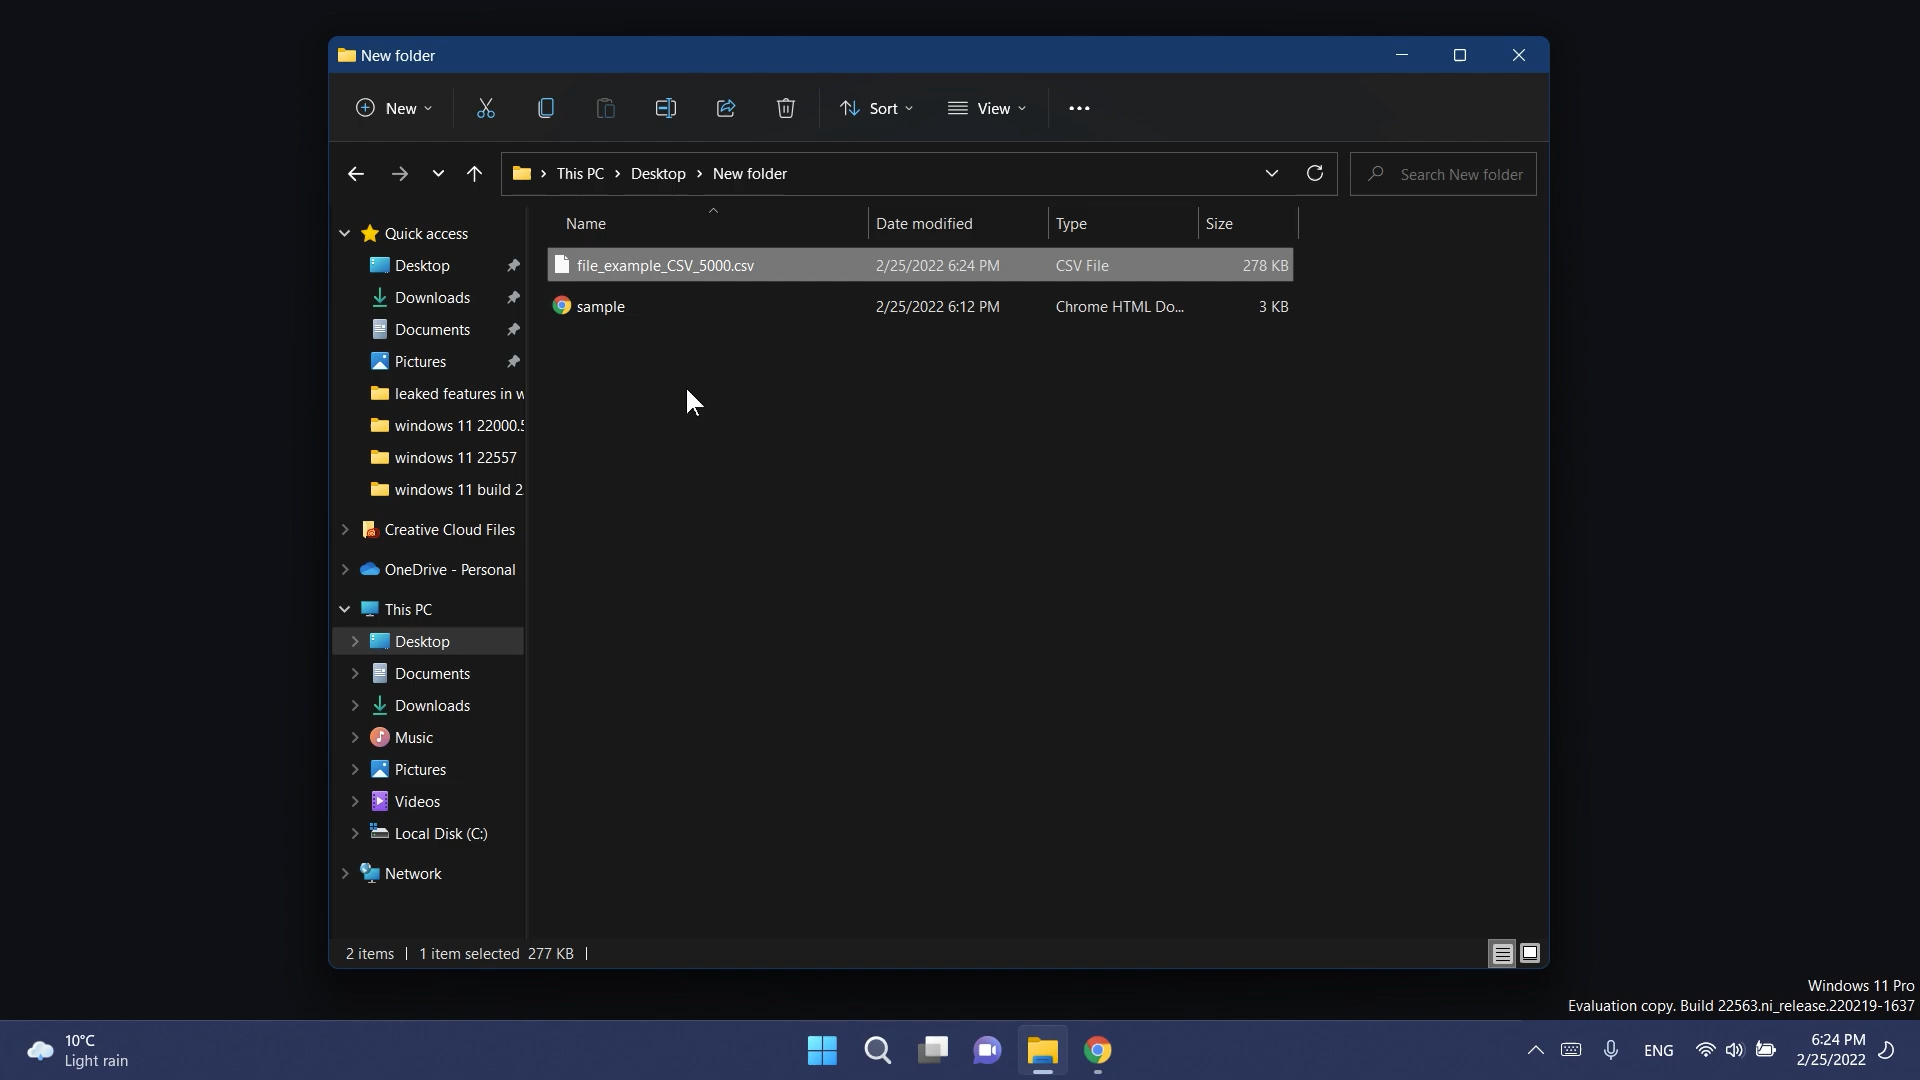 New folder
New
Sort
View
This PC
Desktop
New folder
Search New folder
Name
Date modified
Type
Size
file_example_CSV_5000.csv 2/25/2022 6:24 PM CSV File 278 KB
sample 2/25/2022 6:12 PM Chrome HTML Do... 3 KB
Quick access
Desktop
Downloads
Documents
Pictures
leaked features in w
windows 11 22000.5
windows 11 22557
windows 11 build 2
Creative Cloud Files
OneDrive - Personal
This PC
Desktop
Documents
Downloads
Music
Pictures
Videos
Local Disk (C:)
Network
2 items | 1 item selected 277 KB |
Windows 11 Pro
Evaluation copy. Build 22563.ni_release.220219-1637
10°C
Light rain
ENG
6:24 PM
2/25/2022